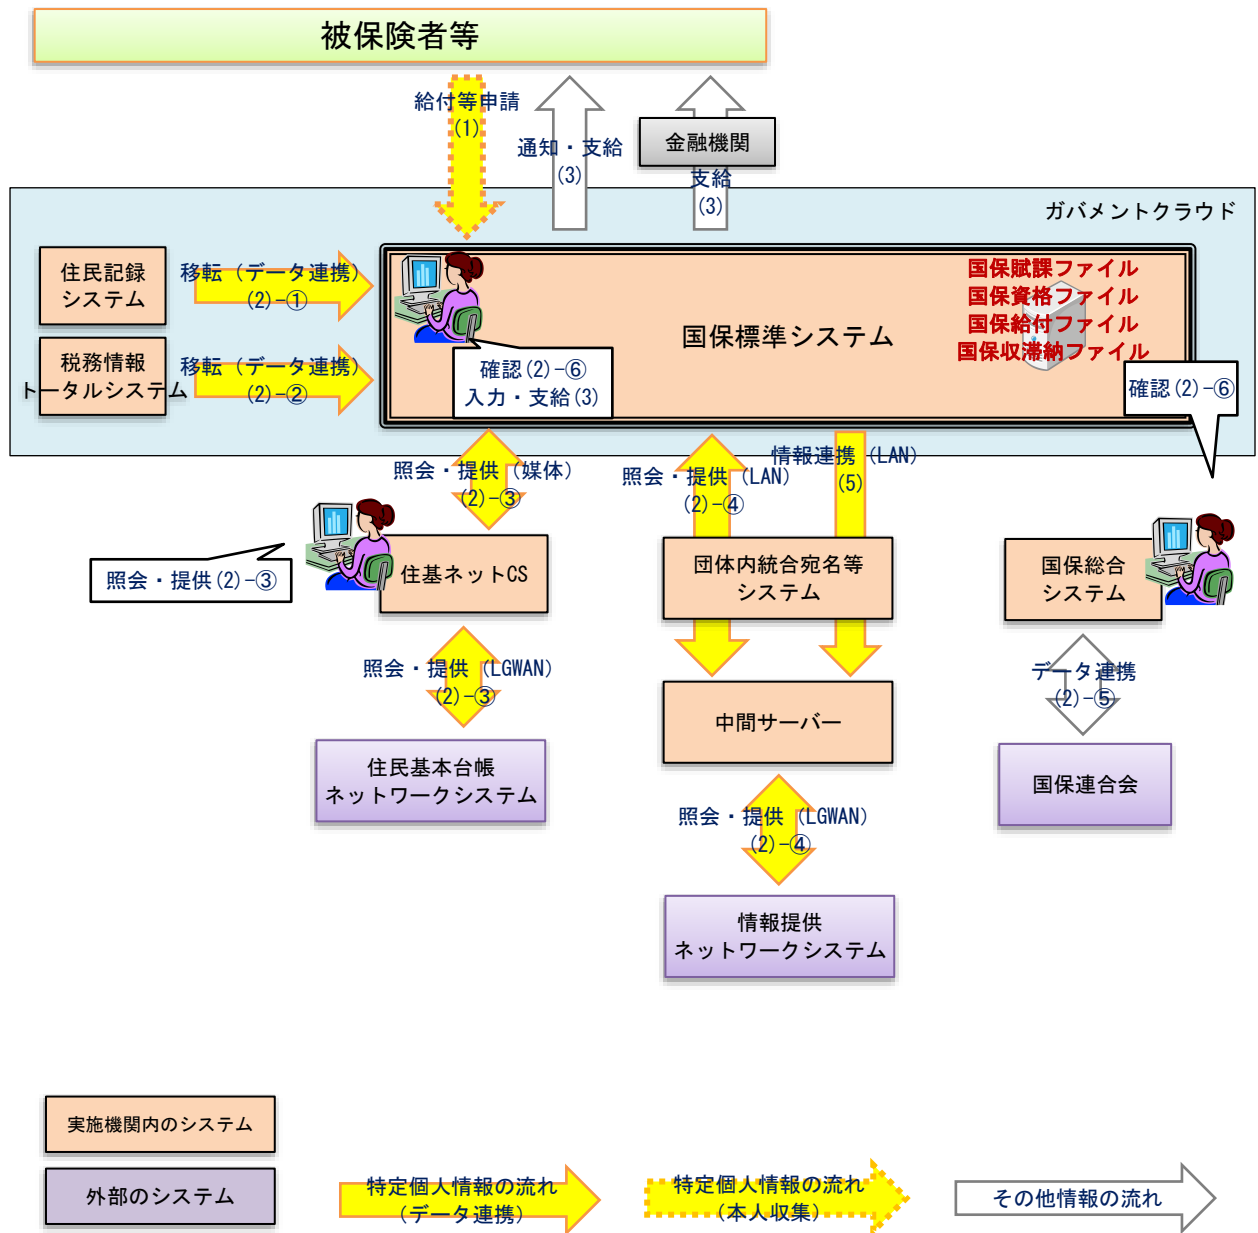 被保険者等
給付等申請
(1)
通知・支給
(3)
金融機関
支給
(3)
ガバメントクラウド
住民記録
システム
移転（データ連携）
(2)-①
税務情報
トータルシステム
移転（データ連携）
(2)-②
国保標準システム
国保賦課ファイル
国保資格ファイル
国保給付ファイル
国保収滞納ファイル
確認(2)-⑥
入力・支給(3)
確認(2)-⑥
照会・提供（媒体）
(2)-③
照会・提供（LAN）
(2)-④
情報連携（LAN）
(5)
照会・提供(2)-③
住基ネットCS
団体内統合宛名等
システム
国保総合
システム
照会・提供（LGWAN）
(2)-③
データ連携
(2)-⑤
中間サーバー
住民基本台帳
ネットワークシステム
国保連合会
照会・提供（LGWAN）
(2)-④
情報提供
ネットワークシステム
実施機関内のシステム
外部のシステム
特定個人情報の流れ
（データ連携）
特定個人情報の流れ
（本人収集）
その他情報の流れ